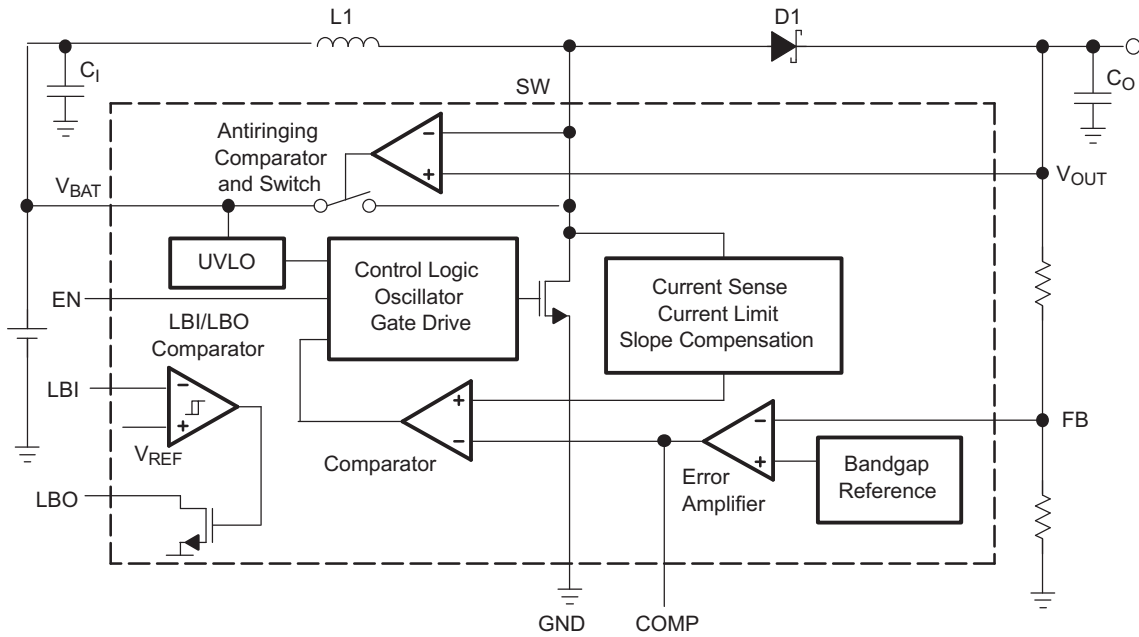 L1
D1
C_I
C_O
SW
Antiringing
Comparator
and Switch
−
+
V_BAT
V_OUT
UVLO
Control Logic
Oscillator
Gate Drive
EN
Current Sense
Current Limit
Slope Compensation
LBI/LBO
Comparator
LBI
−
+
V_REF
+
−
Comparator
−
+
FB
Error
Amplifier
Bandgap
Reference
LBO
GND
COMP